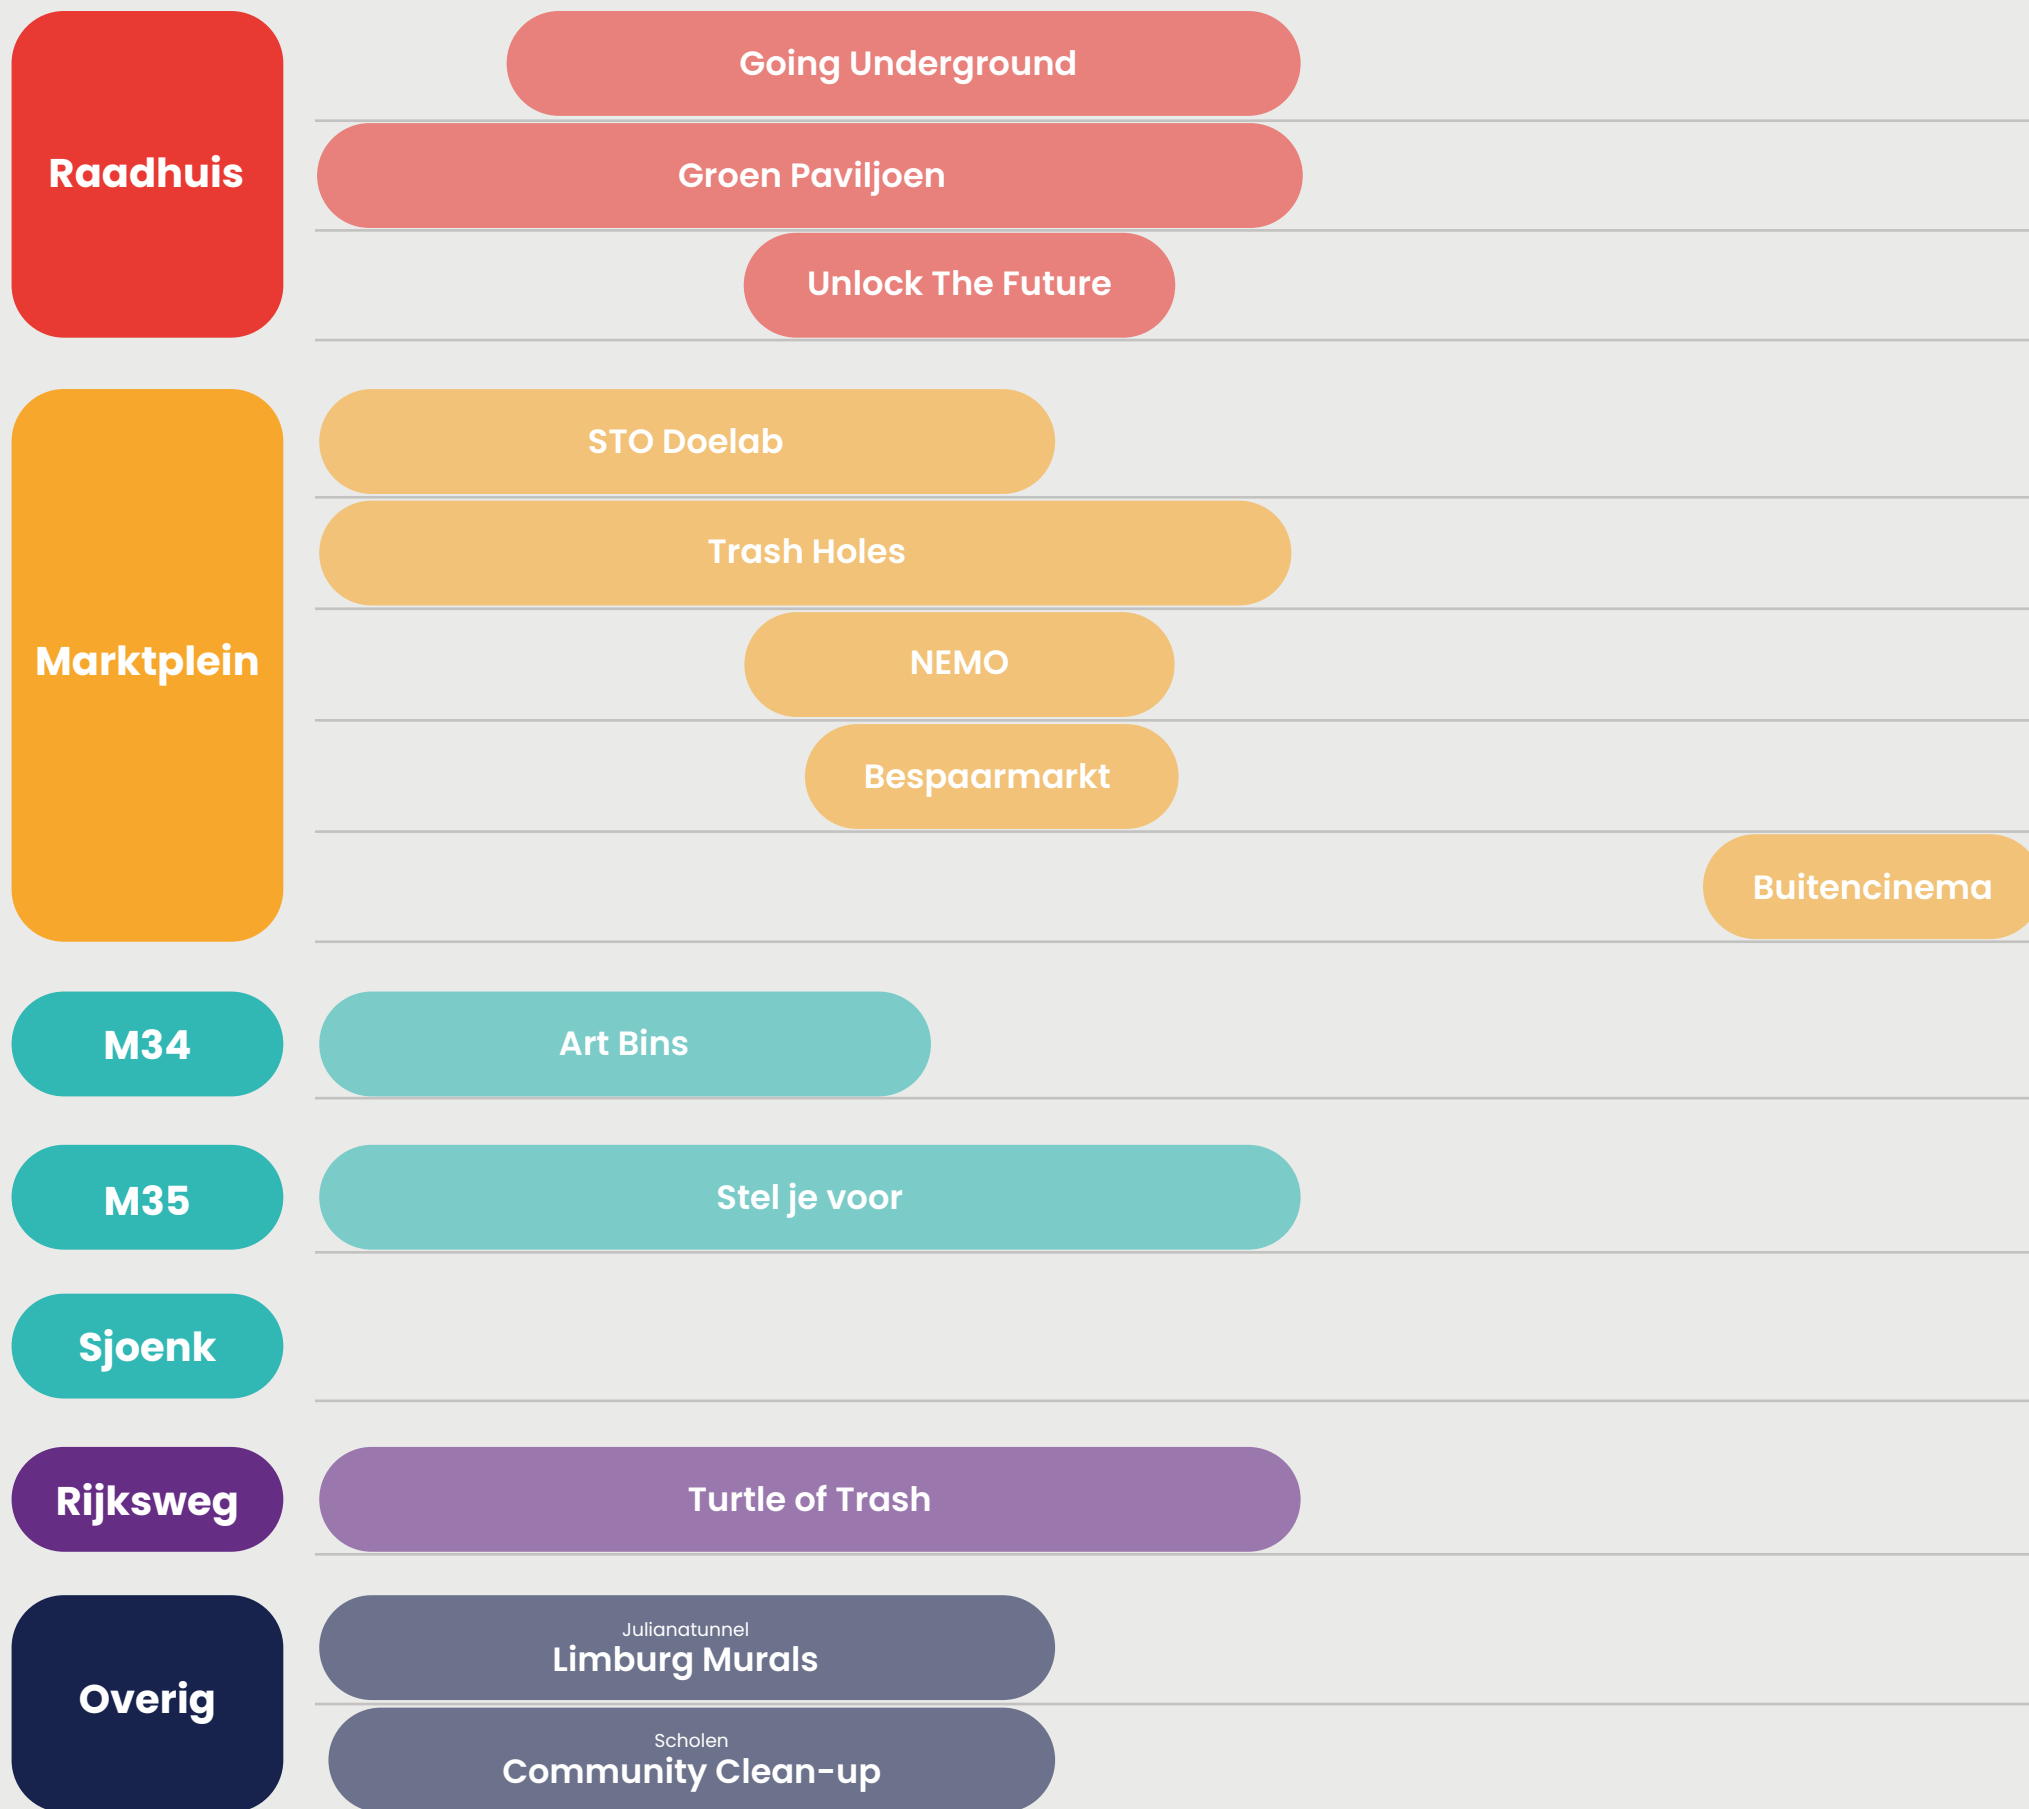 Raadhuis
Going Underground
Groen Paviljoen
Unlock The Future
Marktplein
STO Doelab
Trash Holes
NEMO
Bespaarmarkt
Buitencinema
M34
Art Bins
M35
Stel je voor
Sjoenk
Rijksweg
Turtle of Trash
Overig
Julianatunnel
Limburg Murals
Scholen
Community Clean-up